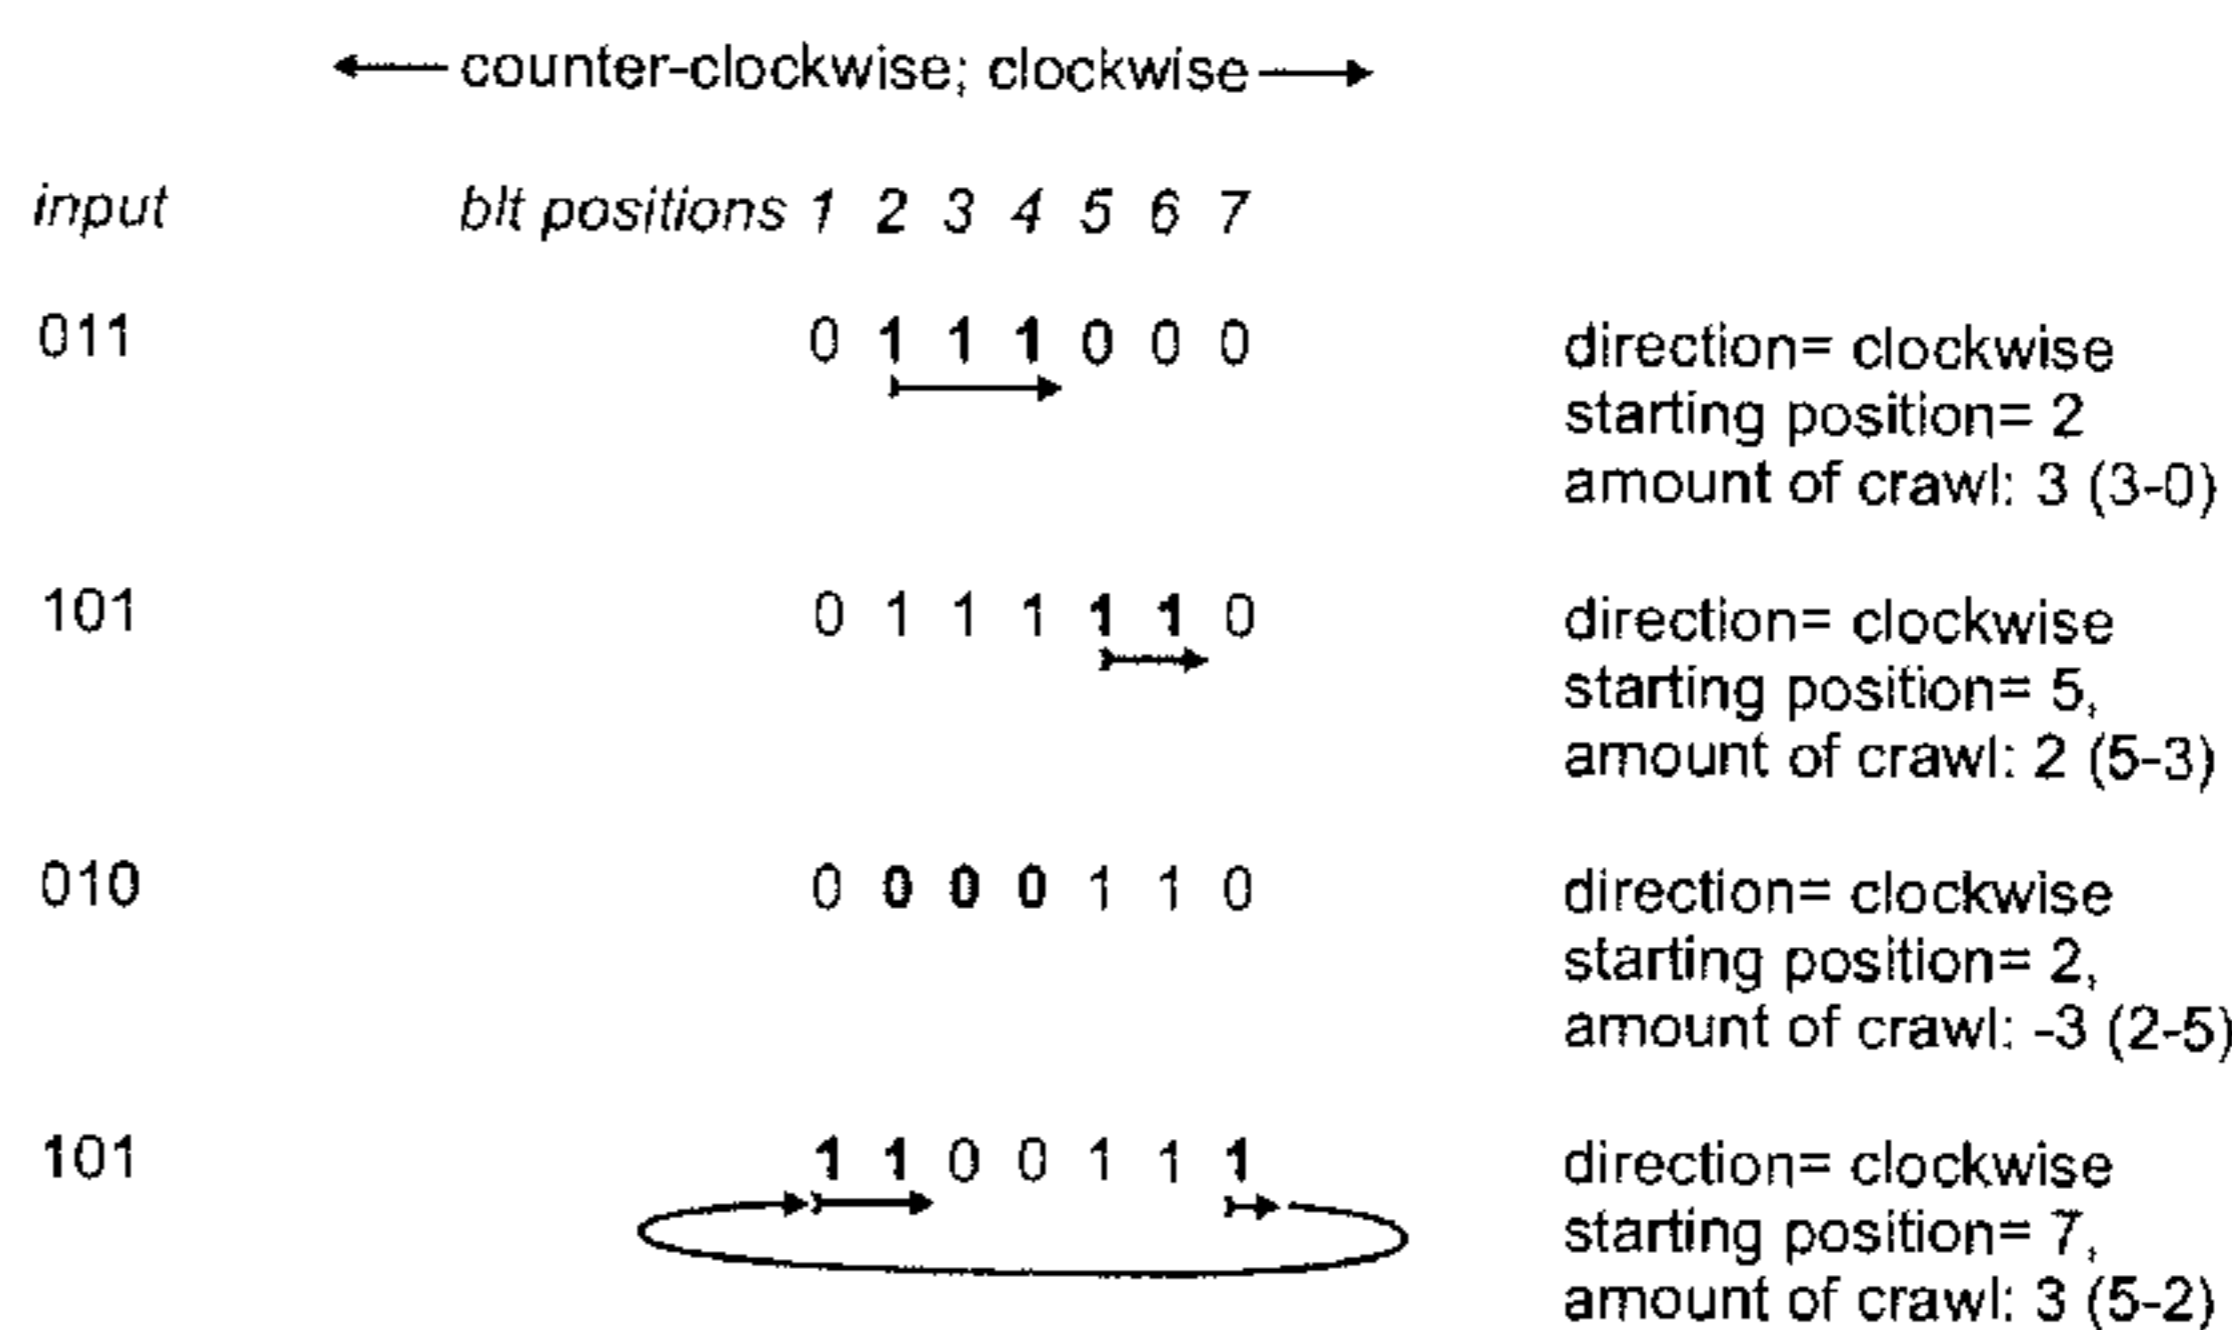 counter-clockwise; clockwise
input bit positions 1 2 3 4 5 6 7
011 0 1 1 1 0 0 0 direction= clockwise
starting position= 2
amount of crawl: 3 (3-0)
101 0 1 1 1 1 1 0 direction= clockwise
starting position= 5,
amount of crawl: 2 (5-3)
010 0 0 0 0 1 1 0 direction= clockwise
starting position= 2,
amount of crawl: -3 (2-5)
101 1 1 0 0 1 1 1 direction= clockwise
starting position= 7,
amount of crawl: 3 (5-2)